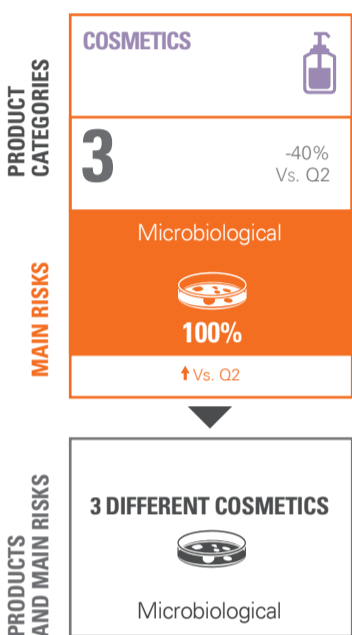 PRODUCT
CATEGORIES
COSMETICS
3
-40%
Vs. Q2
MAIN RISKS
Microbiological
100%
Vs. Q2
PRODUCTS
AND MAIN RISKS
3 DIFFERENT COSMETICS
Microbiological